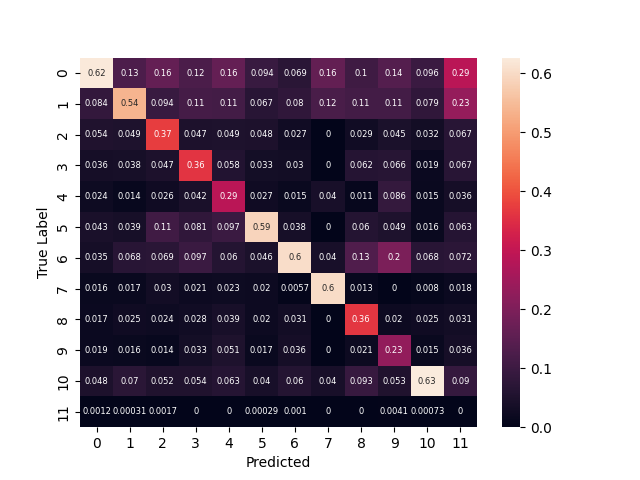 0 0.62 0.13 0.16 0.12 0.16 0.094 0.069 0.16 0.1 0.14 0.096 0.29 0.6
1 0.084 0.54 0.094 0.11 0.11 0.067 0.08 0.12 0.11 0.11 0.079 0.23
0.5
2 0.054 0.049 0.37 0.047 0.049 0.048 0.027 0 0.029 0.045 0.032 0.067
3 0.036 0.038 0.047 0.36 0.058 0.033 0.03 0 0.062 0.066 0.019 0.067
0.4
4 0.024 0.014 0.026 0.042 0.29 0.027 0.015 0.04 0.011 0.086 0.015 0.036
True Label
5 0.043 0.039 0.11 0.081 0.097 0.59 0.038 0 0.06 0.049 0.016 0.063
0.3
6 0.035 0.068 0.069 0.097 0.06 0.046 0.6 0.04 0.13 0.2 0.068 0.072
7 0.016 0.017 0.03 0.021 0.023 0.02 0.0057 0.6 0.013 0 0.008 0.018
0.2
8 0.017 0.025 0.024 0.028 0.039 0.02 0.031 0 0.36 0.02 0.025 0.031
9 0.019 0.016 0.014 0.033 0.051 0.017 0.036 0 0.021 0.23 0.015 0.036
0.1
10 0.048 0.07 0.052 0.054 0.063 0.04 0.06 0.04 0.093 0.053 0.63 0.09
11 0.0012 0.00031 0.0017 0 0 0.00029 0.001 0 0 0.0041 0.00073 0
0.0
0 1 2 3 4 5 6 7 8 9 10 11
Predicted